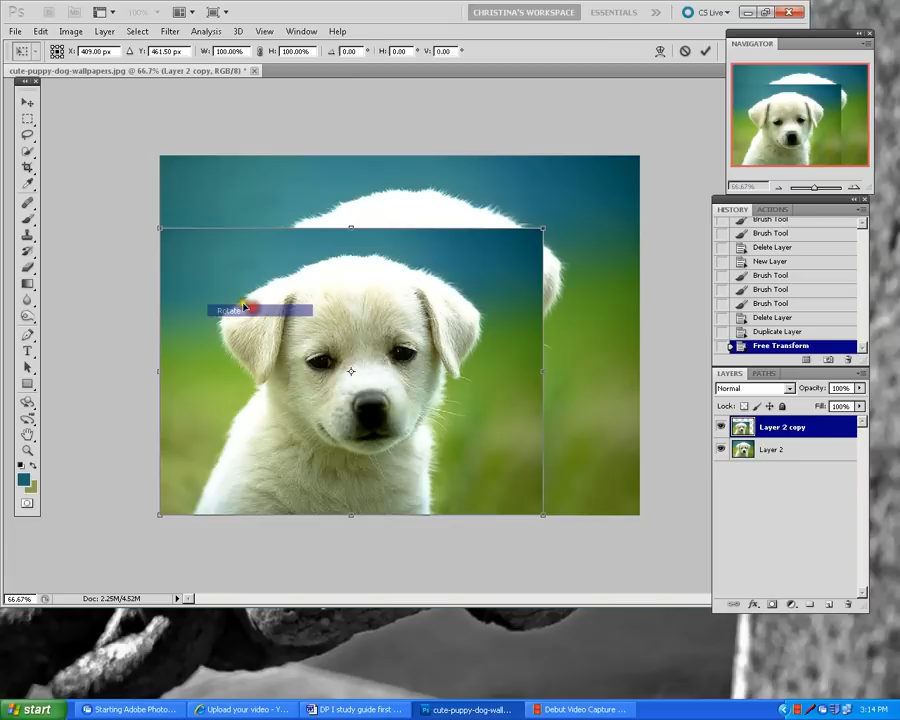 Ps Mb 100% CHRISTINA'S WORKSPACE ESSENTIALS >> CS Live
File Edit Image Layer Select Filter Analysis 3D View Window Help
X: 409.00 px Y: 461.50 px W: 100.00% H: 100.00% 0.00 ° H: 0.00 ° V: 0.00 °
cute-puppy-dog-wallpapers.jpg @ 66.7% (Layer 2 copy, RGB/8) *
NAVIGATOR
66.67%
HISTORY ACTIONS
Brush Tool
Brush Tool
Delete Layer
New Layer
Brush Tool
Brush Tool
Brush Tool
Delete Layer
Duplicate Layer
Free Transform
LAYERS PATHS
Normal Opacity: 100%
Lock: Fill: 100%
Layer 2 copy
Layer 2
Rotate
T
66.67% Doc: 2.25M/4.52M
start Starting Adobe Photo... Upload your video - Y... DP I study guide first ... cute-puppy-dog-wall... Debut Video Capture ... 3:14 PM